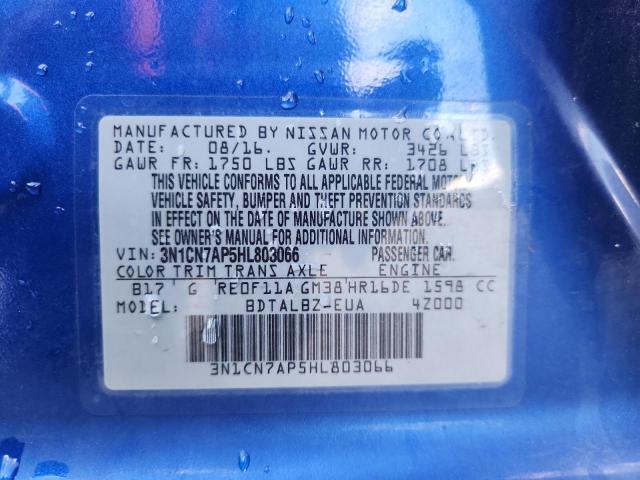 MANUFACTURED BY NISSAN MOTOR CO., LTD.
DATE: 08/16. GVWR: 3426 LBS
GAWR FR: 1750 LBS GAWR RR: 1708 LBS
THIS VEHICLE CONFORMS TO ALL APPLICABLE FEDERAL MOTOR
VEHICLE SAFETY, BUMPER AND THEFT PREVENTION STANDARDS
IN EFFECT ON THE DATE OF MANUFACTURE SHOWN ABOVE.
SEE OWNER'S MANUAL FOR ADDITIONAL INFORMATION.
VIN: 3N1CN7AP5HL803066 PASSENGER CAR.
COLOR TRIM TRANS AXLE ENGINE
B17 G RE0F11A GM38 HR16DE 1598 CC
MODEL: BDTALBZ-EUA 4Z000
3N1CN7AP5HL803066